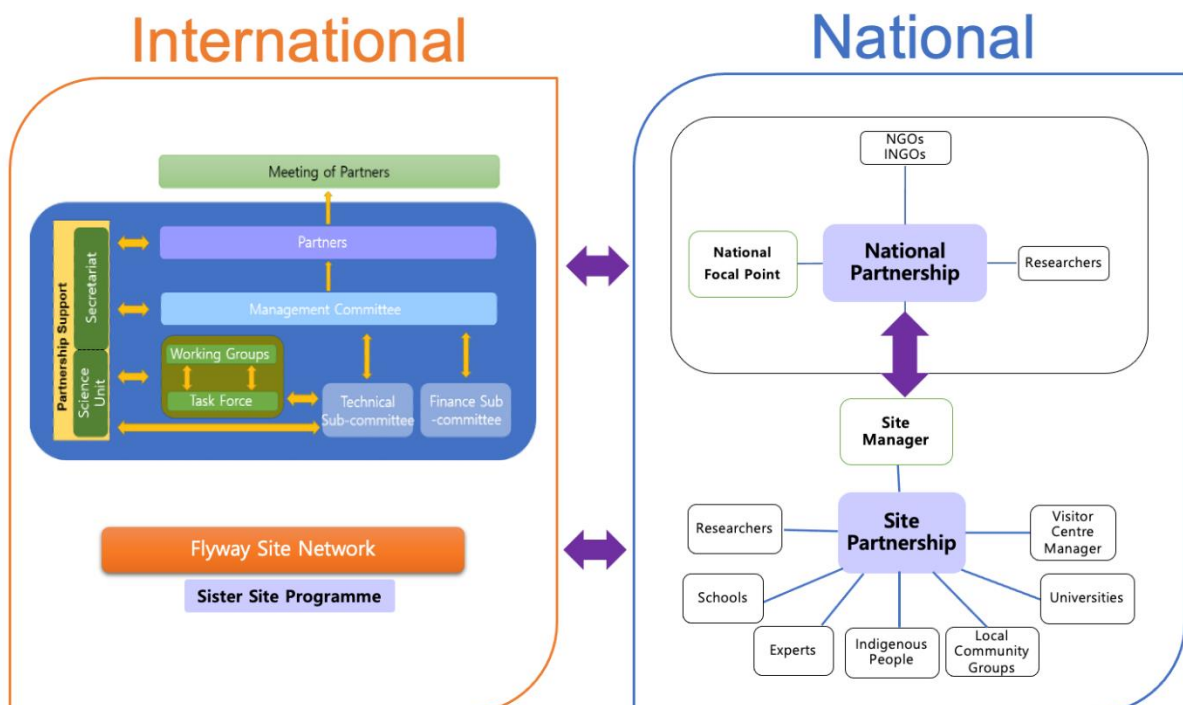 International
Meeting of Partners
Partnership Support
Secretariat
Science
Unit
Partners
Management Committee
Working Groups
Task Force
Technical
Sub-committee
Finance Sub
-committee
Flyway Site Network
Sister Site Programme
National
NGOs
INGOs
National
Focal Point
National
Partnership
Researchers
Site
Manager
Site
Partnership
Researchers
Visitor
Centre
Manager
Schools
Universities
Experts
Indigenous
People
Local
Community
Groups